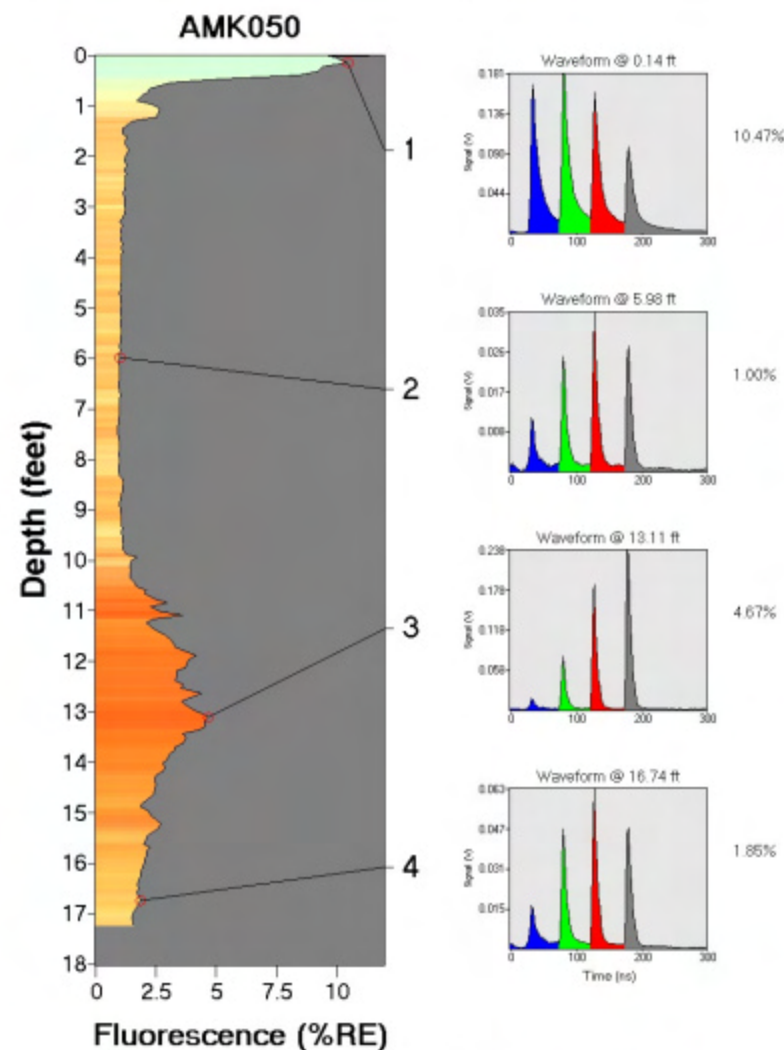 AMK050
Depth (feet)
0
1
2
3
4
5
6
7
8
9
10
11
12
13
14
15
16
17
18
0 2.5 5 7.5 10
Fluorescence (%RE)
1
2
3
4
Waveform @ 0.14 ft
Signal (V)
0.181
0.136
0.090
0.044
0 100 200 300
10.47%
Waveform @ 5.98 ft
Signal (V)
0.035
0.026
0.017
0.008
0 100 200 300
1.00%
Waveform @ 13.11 ft
Signal (V)
0.238
0.178
0.118
0.058
0 100 200 300
4.67%
Waveform @ 16.74 ft
Signal (V)
0.063
0.047
0.031
0.015
0 100 200 300
1.85%
Time (ns)